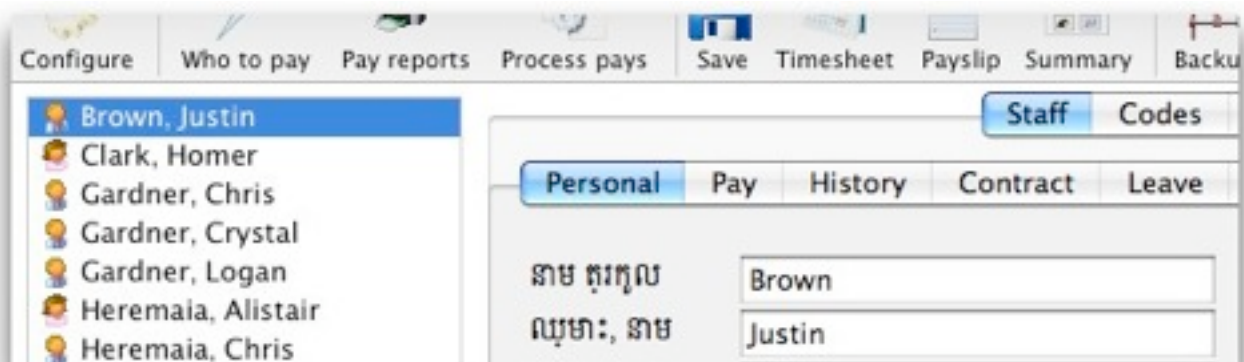 Configure Who to pay Pay reports Process pays Save Timesheet Payslip Summary Backu
Brown, Justin
Clark, Homer
Gardner, Chris
Gardner, Crystal
Gardner, Logan
Heremaia, Alistair
Heremaia, Chris
Staff Codes
Personal Pay History Contract Leave
នាម ត្រកូល Brown
ឈ្មោះ, នាម Justin